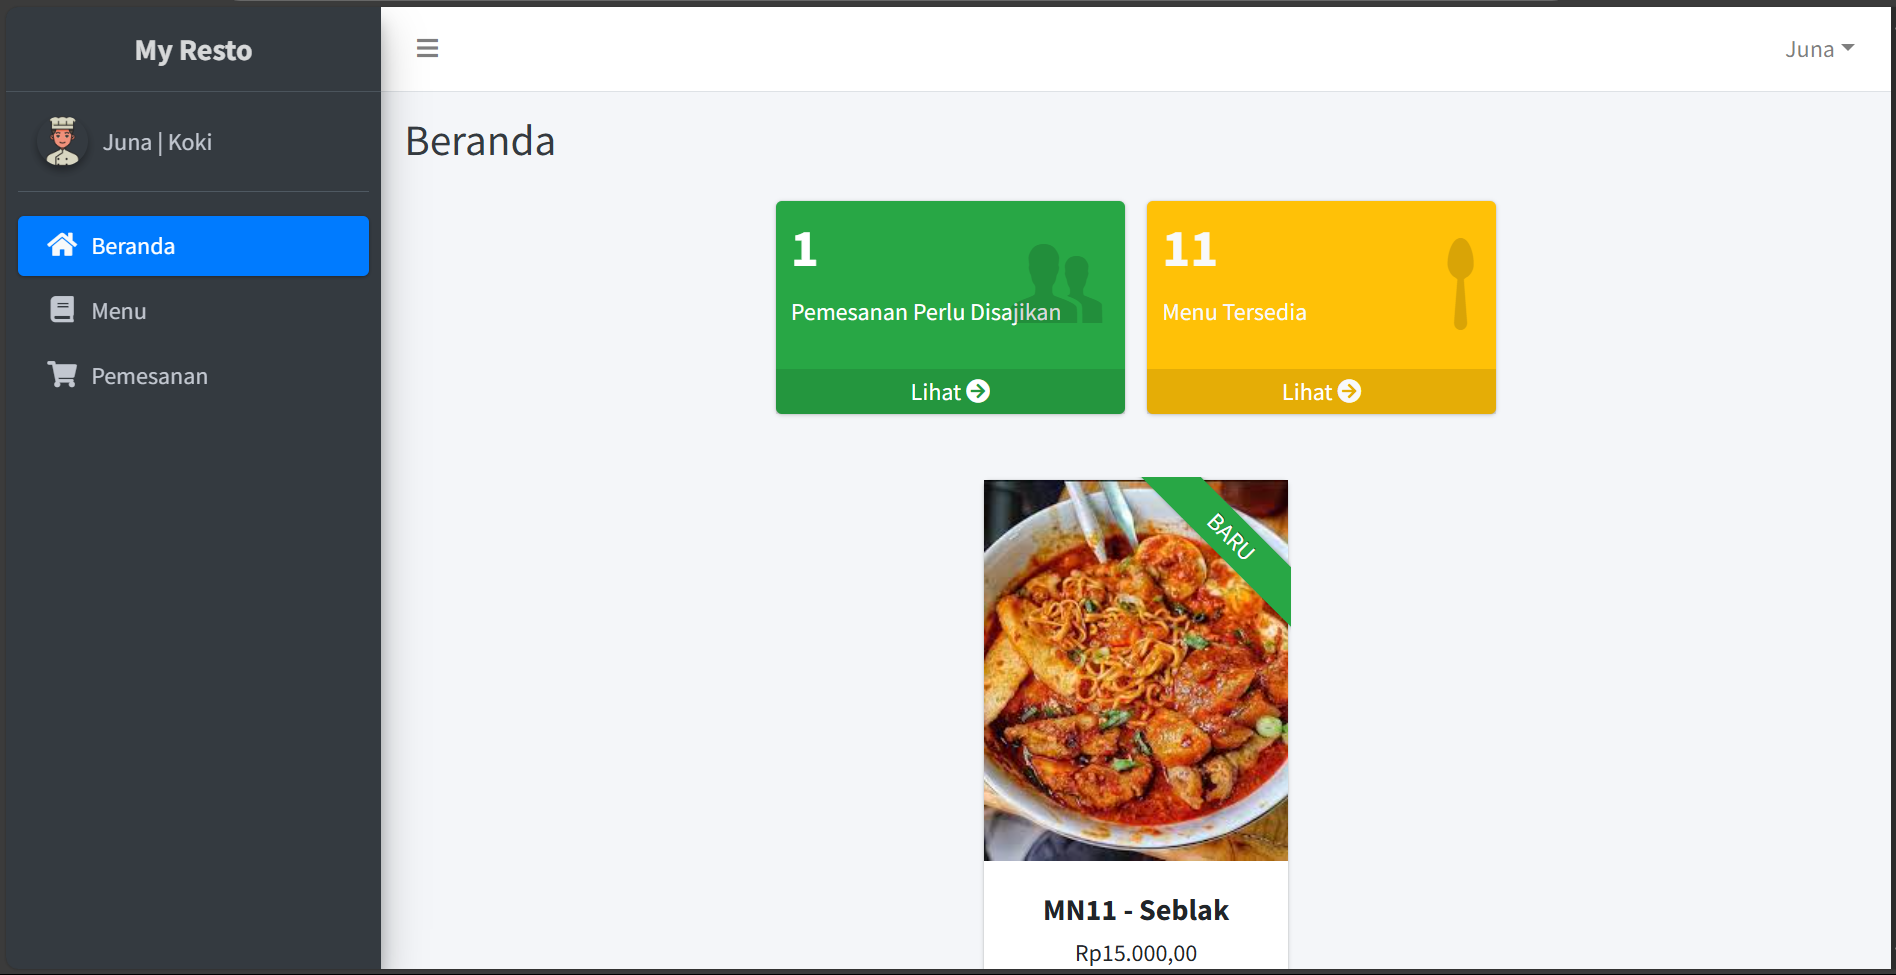 My Resto
Juna
Juna | Koki
Beranda
Menu
Pemesanan
Beranda
1
Pemesanan Perlu Disajikan
Lihat
11
Menu Tersedia
Lihat
BARU
MN11 - Seblak
Rp15.000,00